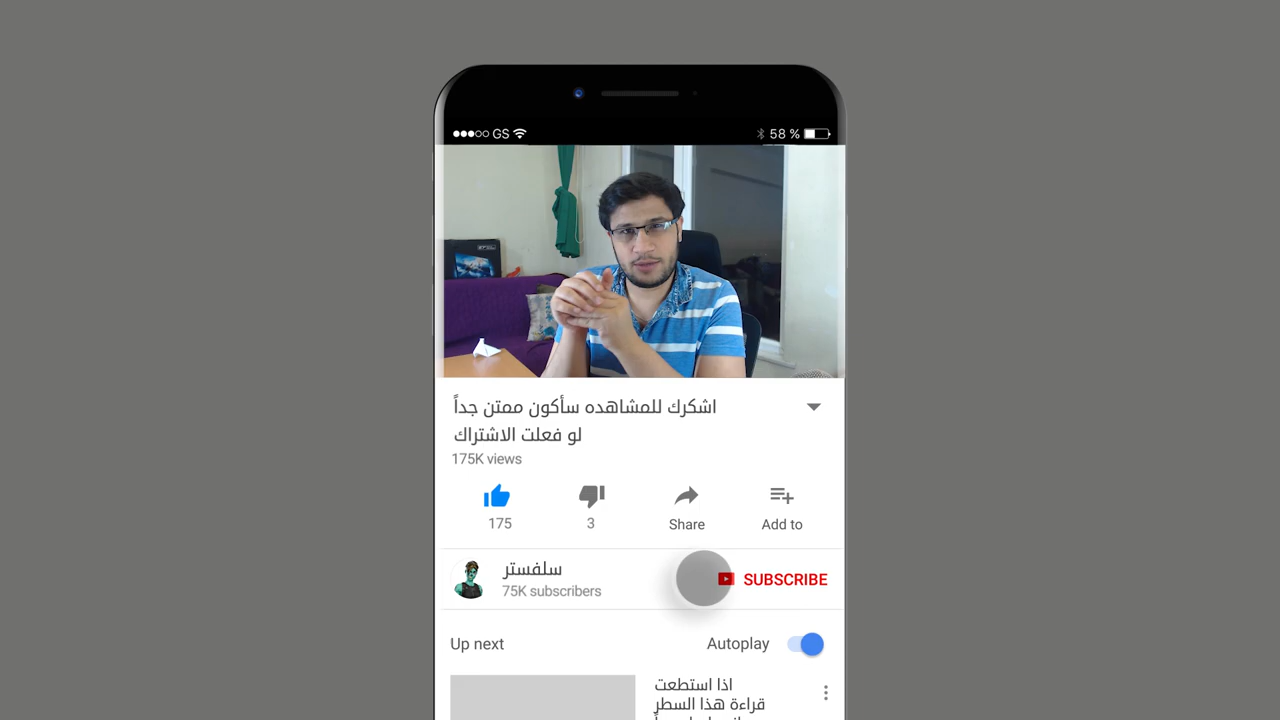 GS 58 %
اشكرك للمشاهده سأكون ممتن جداً
لو فعلت الاشتراك
175K views
175 3 Share Add to
سلفستر
75K subscribers
SUBSCRIBE
Up next Autoplay
اذا استطعت
قراءة هذا السطر